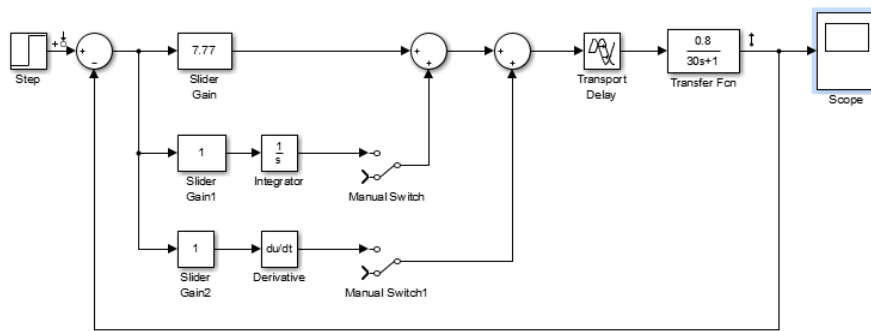 Step
+
−
7.77
Slider
Gain
+
+
+
+
Transport
Delay
0.8
30s+1
Transfer Fcn
Scope
1
Slider
Gain1
1
s
Integrator
Manual Switch
1
Slider
Gain2
du/dt
Derivative
Manual Switch1